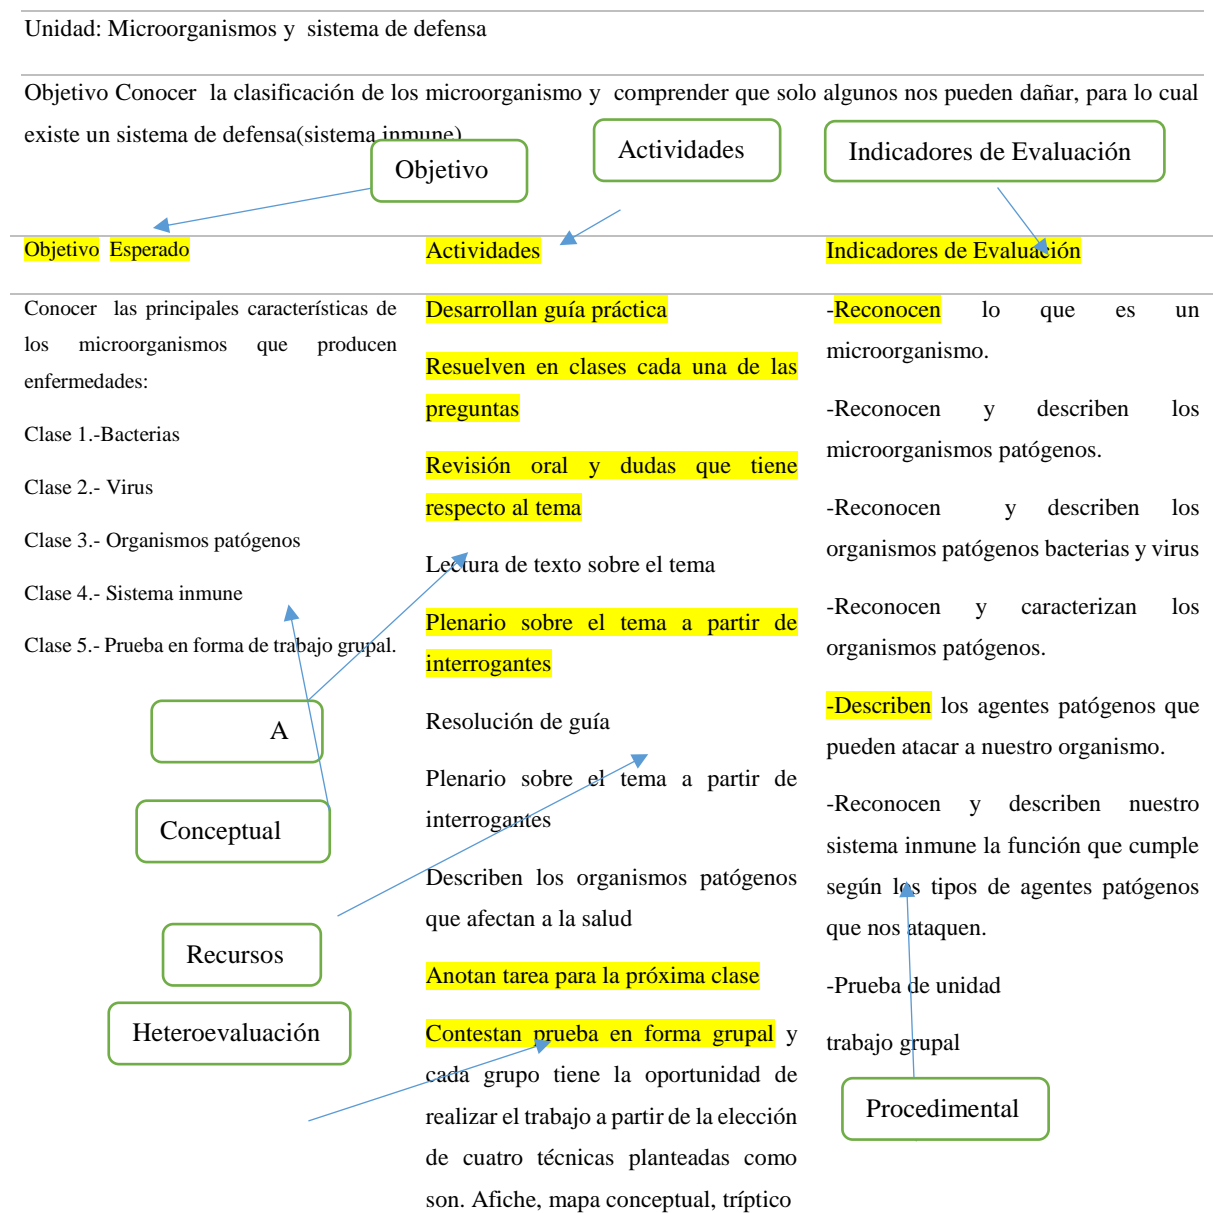 Unidad: Microorganismos y sistema de defensa
Objetivo Conocer la clasificación de los microorganismo y comprender que solo algunos nos pueden dañar, para lo cual
existe un sistema de defensa(sistema inmune)
Objetivo
Actividades
Indicadores de Evaluación
Objetivo Esperado
Conocer las principales características de
los microorganismos que producen
enfermedades:
Clase 1.-Bacterias
Clase 2.- Virus
Clase 3.- Organismos patógenos
Clase 4.- Sistema inmune
Clase 5.- Prueba en forma de trabajo grupal.
A
Conceptual
Recursos
Heteroevaluación
Actividades
Desarrollan guía práctica
Resuelven en clases cada una de las
preguntas
Revisión oral y dudas que tiene
respecto al tema
Lectura de texto sobre el tema
Plenario sobre el tema a partir de
interrogantes
Resolución de guía
Plenario sobre el tema a partir de
interrogantes
Describen los organismos patógenos
que afectan a la salud
Anotan tarea para la próxima clase
Contestan prueba en forma grupal y
cada grupo tiene la oportunidad de
realizar el trabajo a partir de la elección
de cuatro técnicas planteadas como
son. Afiche, mapa conceptual, tríptico
Indicadores de Evaluación
-Reconocen lo que es un
microorganismo.
-Reconocen y describen los
microorganismos patógenos.
-Reconocen y describen los
organismos patógenos bacterias y virus
-Reconocen y caracterizan los
organismos patógenos.
-Describen los agentes patógenos que
pueden atacar a nuestro organismo.
-Reconocen y describen nuestro
sistema inmune la función que cumple
según los tipos de agentes patógenos
que nos ataquen.
-Prueba de unidad
trabajo grupal
Procedimental